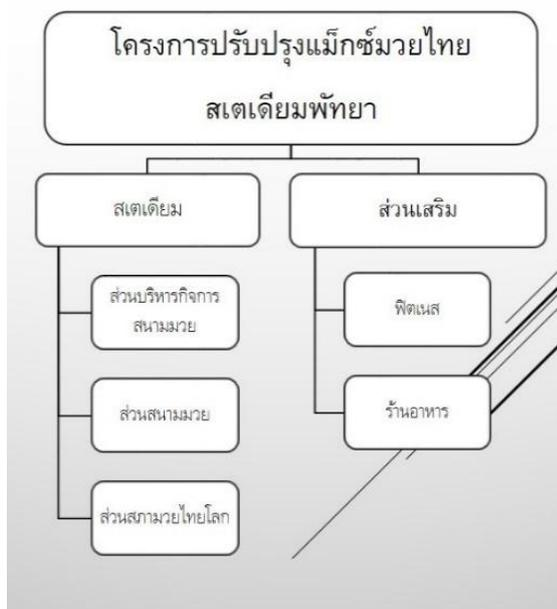 โครงการปรับปรุงแม็กซ์มวยไทย
สเตเดียมพัทยา
สเตเดียม
ส่วนบริหารกิจการ
สนามมวย
ส่วนสนามมวย
ส่วนสภามวยไทยโลก
ส่วนเสริม
ฟิตเนส
ร้านอาหาร